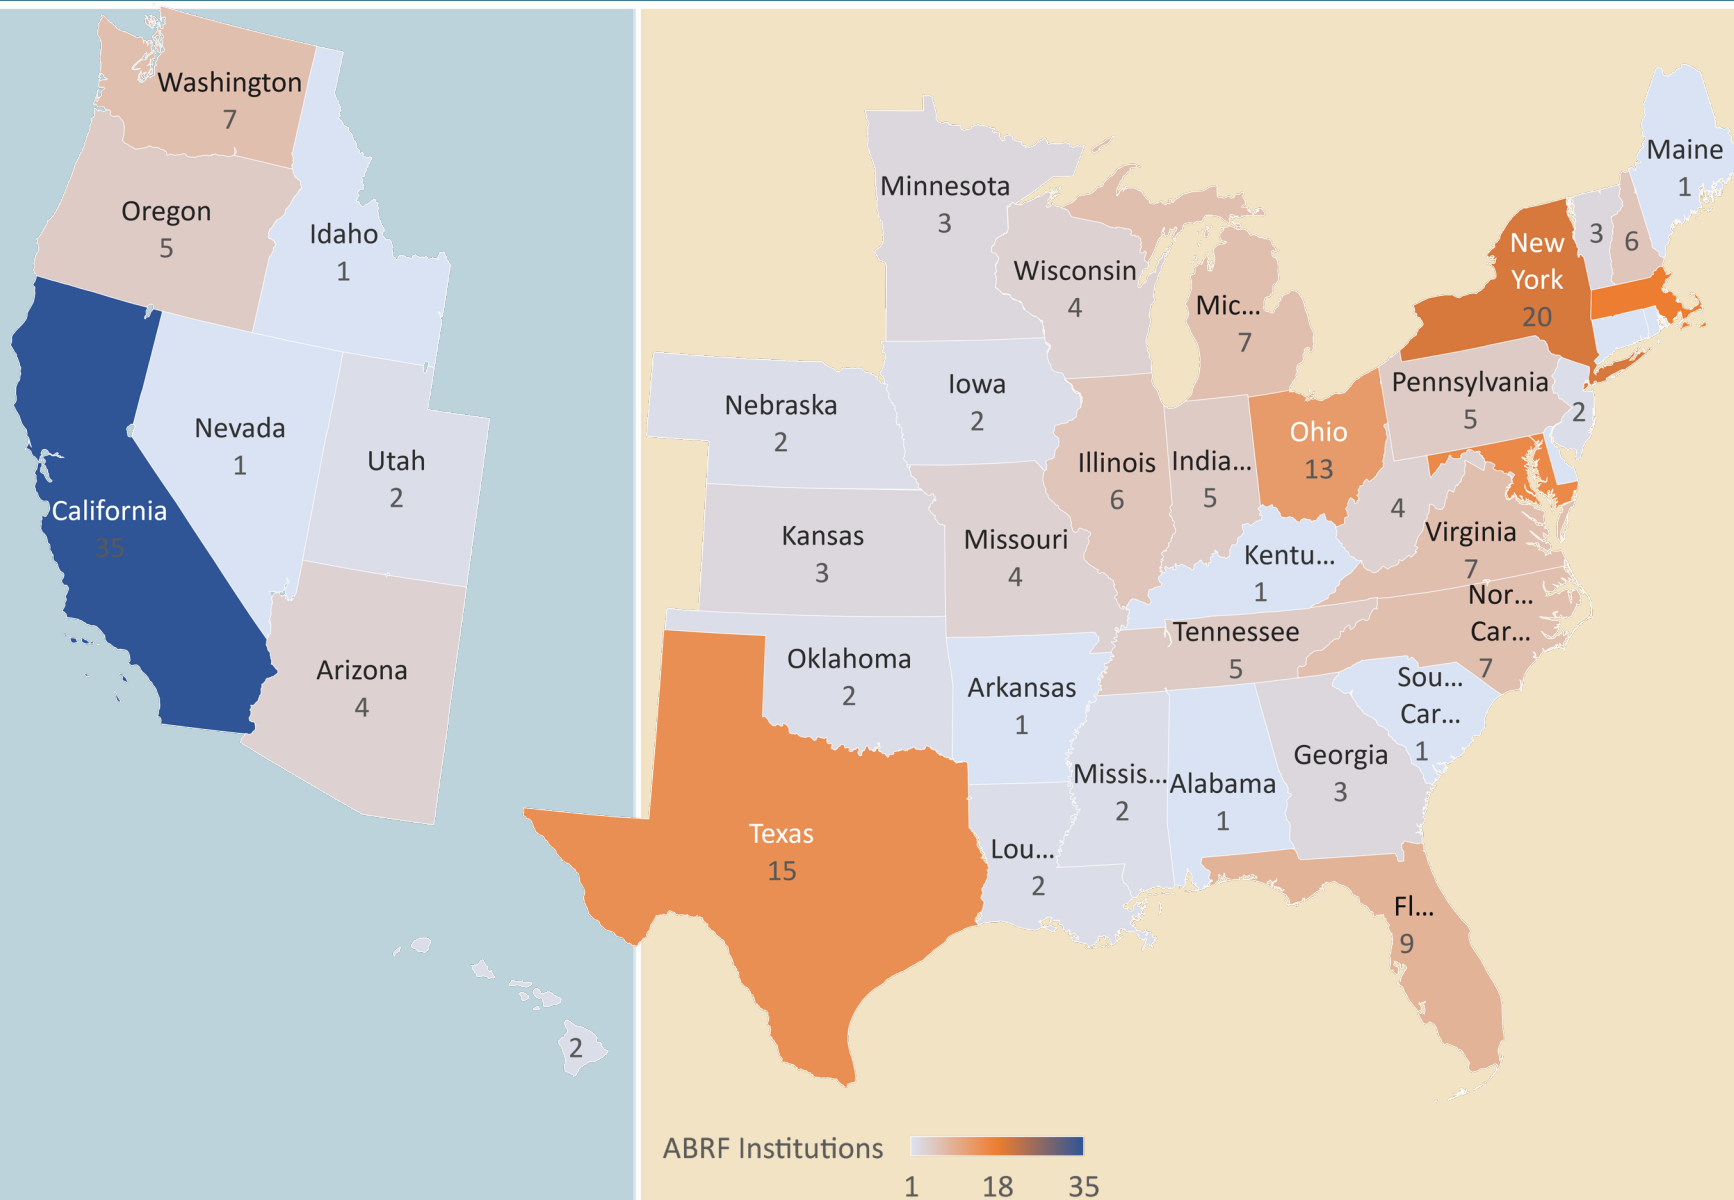 Washington
7
Oregon
5
Idaho
1
Nevada
1
Utah
2
California
35
Arizona
4
2
Minnesota
3
Wisconsin
4
Mic...
7
Maine
1
New
York
20
3
6
Nebraska
2
Iowa
2
Illinois
6
India...
5
Ohio
13
Pennsylvania
5
2
Kansas
3
Missouri
4
Kentu...
1
4
Virginia
7
Nor...
Car...
7
Tennessee
5
Oklahoma
2
Arkansas
1
Sou...
Car...
1
Missis...
2
Alabama
1
Georgia
3
Texas
15
Lou...
2
Fl...
9
ABRF Institutions
1 18 35